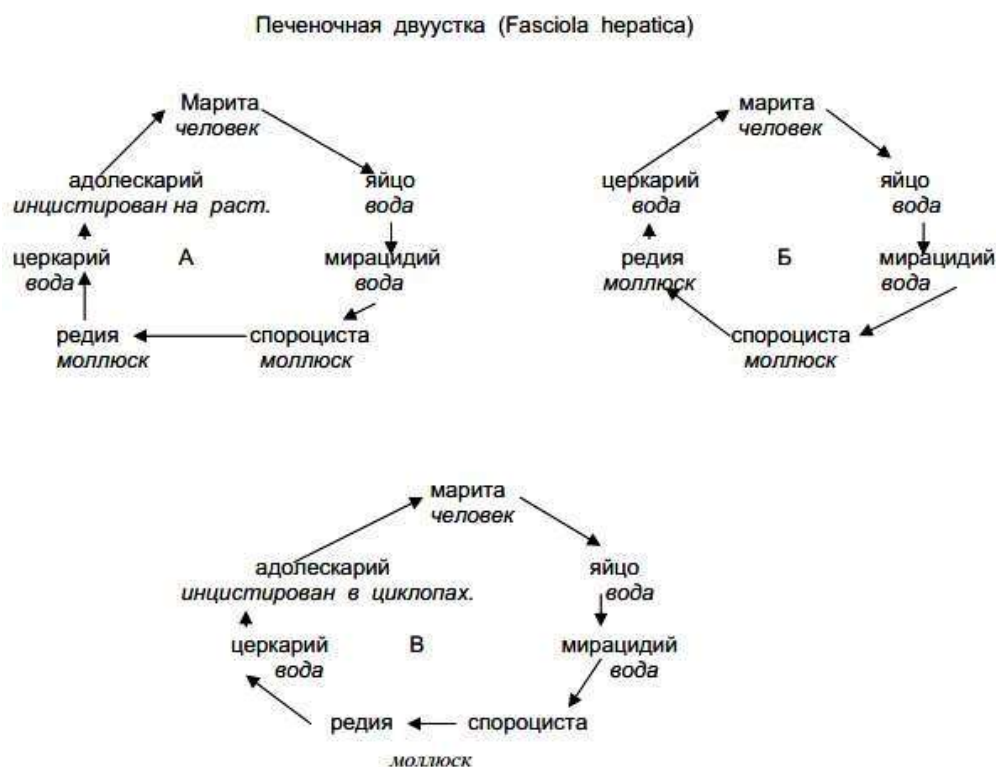 Печеночная двуустка (Fasciola hepatica)
Марита
человек
адолескарий
инцистирован на раст.
яйцо
вода
церкарий
вода
А
мирацидий
вода
редия
моллюск
спороциста
моллюск
марита
человек
церкарий
вода
яйцо
вода
редия
моллюск
Б
мирацидий
вода
спороциста
моллюск
марита
человек
адолескарий
инцистирован в циклопах.
яйцо
вода
церкарий
вода
В
мирацидий
вода
редия
спороциста
моллюск